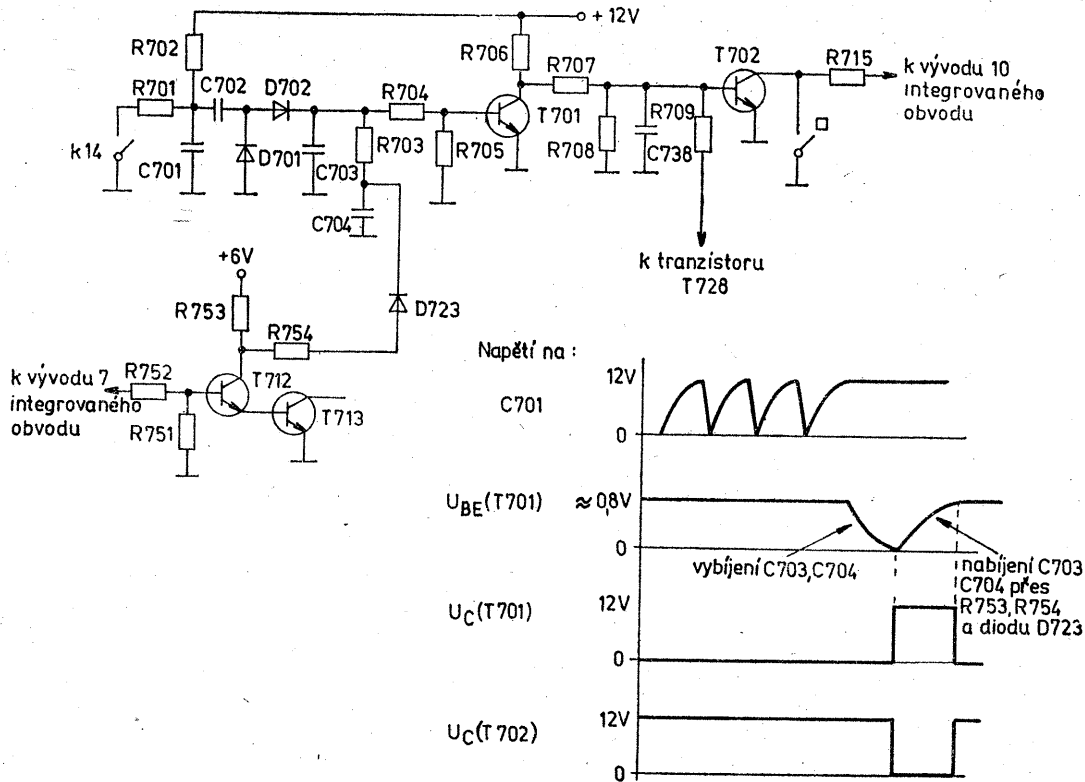 + 12V
R702
R706
T702
R715
k vývodu 10
integrovaného
obvodu
R701
C702
D702
R704
R707
T701
R709
k14
C701
D701
C703
R703
R705
R708
C738
C704
k tranzistoru
T728
+6V
R753
R754
D723
k vývodu 7
integrovaného
obvodu
R752
T712
T713
R751
Napětí na :
C701
12V
0
UBE(T701)
≈ 0,8V
0
vybíjení C703,C704
nabíjení C703
C704 přes
R753,R754
a diodu D723
UC(T701)
12V
0
UC(T702)
12V
0